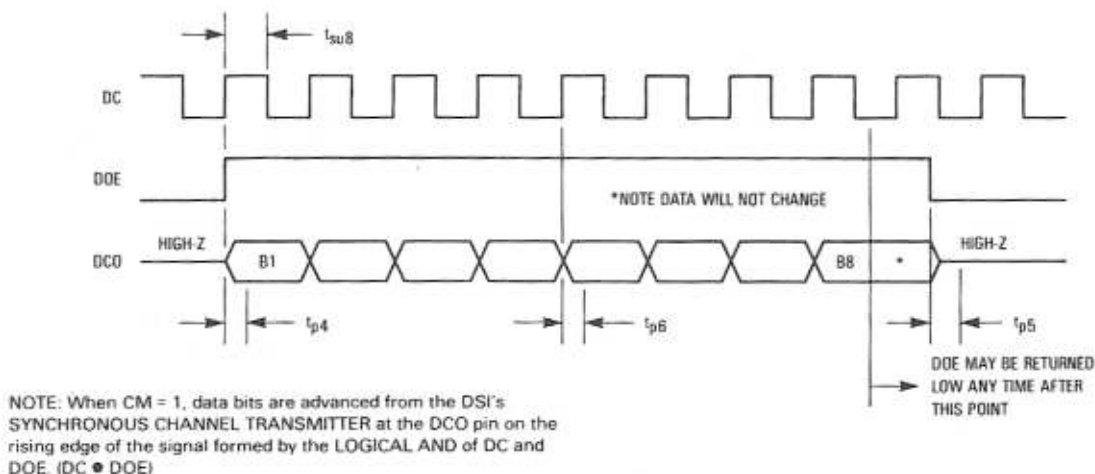 tsu8
DC
DOE
*NOTE DATA WILL NOT CHANGE
HIGH-Z
HIGH-Z
DCO
B1
B8
*
tp4
tp6
tp5
DOE MAY BE RETURNED
LOW ANY TIME AFTER
THIS POINT
NOTE: When CM = 1, data bits are advanced from the DSI's
SYNCHRONOUS CHANNEL TRANSMITTER at the DCO pin on the
rising edge of the signal formed by the LOGICAL AND of DC and
DOE. (DC ● DOE)